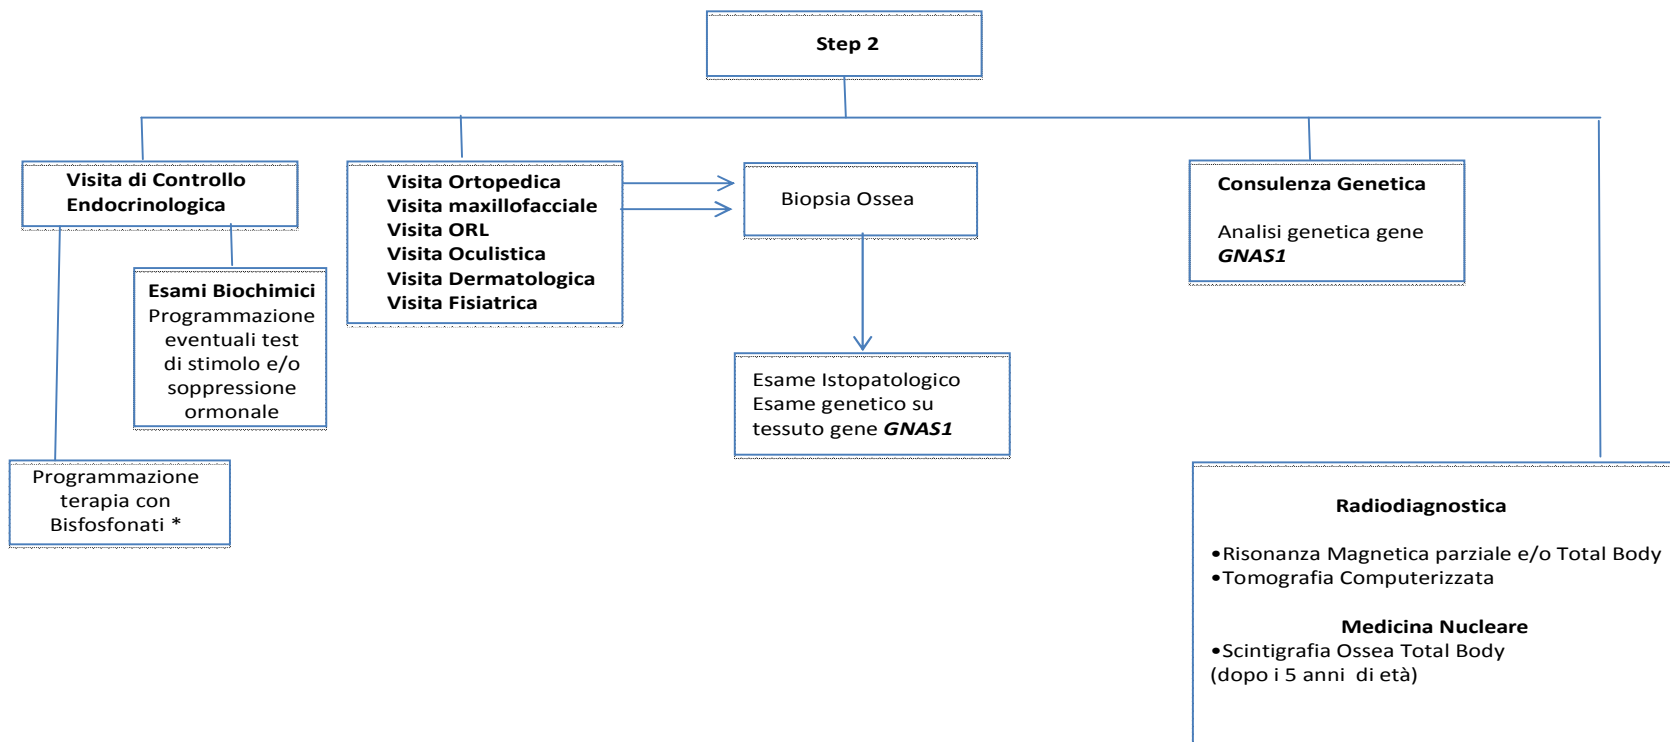 Step 2
Visita di Controllo
Endocrinologica
Esami Biochimici
Programmazione
eventuali test
di stimolo e/o
soppressione
ormonale
Programmazione
terapia con
Bisfosfonati *
Visita Ortopedica
Visita maxillofacciale
Visita ORL
Visita Oculistica
Visita Dermatologica
Visita Fisiatrica
Biopsia Ossea
Esame Istopatologico
Esame genetico su
tessuto gene GNAS1
Consulenza Genetica
Analisi genetica gene
GNAS1
Radiodiagnostica
•Risonanza Magnetica parziale e/o Total Body
•Tomografia Computerizzata
Medicina Nucleare
•Scintigrafia Ossea Total Body
(dopo i 5 anni di età)